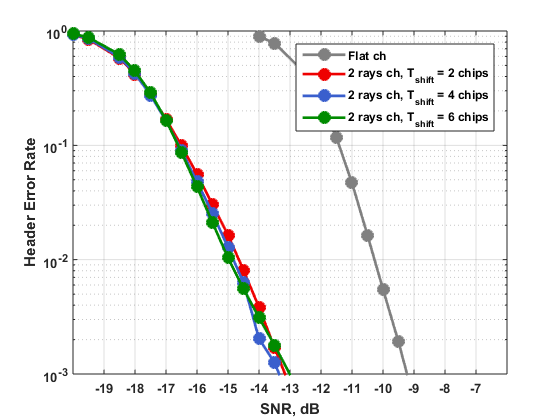 10^0
10^-1
10^-2
10^-3
Header Error Rate
Flat ch
2 rays ch, T_shift = 2 chips
2 rays ch, T_shift = 4 chips
2 rays ch, T_shift = 6 chips
-19 -18 -17 -16 -15 -14 -13 -12 -11 -10 -9 -8 -7
SNR, dB